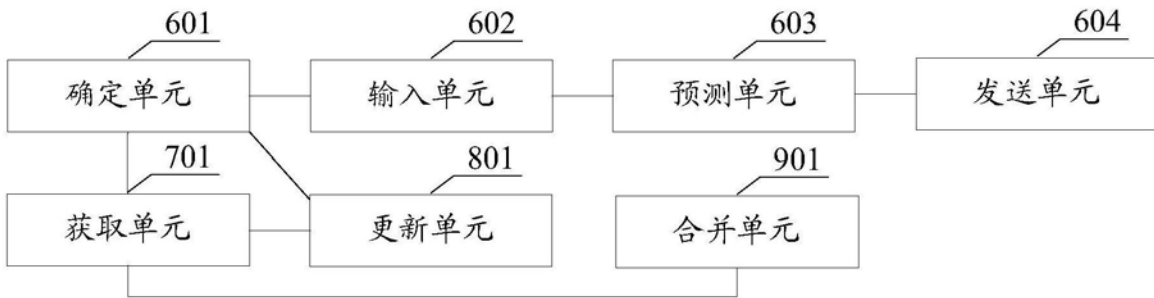 601 602 603 604
确定单元 输入单元 预测单元 发送单元
701 801 901
获取单元 更新单元 合并单元